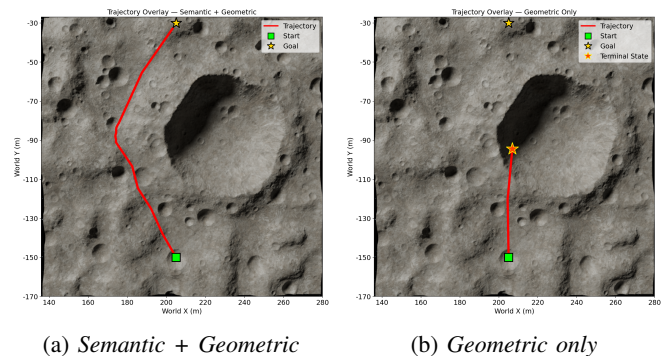 Trajectory Overlay — Semantic + Geometric
-30
-50
-70
-90
-110
-130
-150
-170
World Y (m)
140
160
180
200
220
240
260
280
World X (m)
Trajectory
Start
Goal
(a) Semantic + Geometric
Trajectory Overlay — Geometric Only
-30
-50
-70
-90
-110
-130
-150
-170
World Y (m)
140
160
180
200
220
240
260
280
World X (m)
Trajectory
Start
Goal
Terminal State
(b) Geometric only